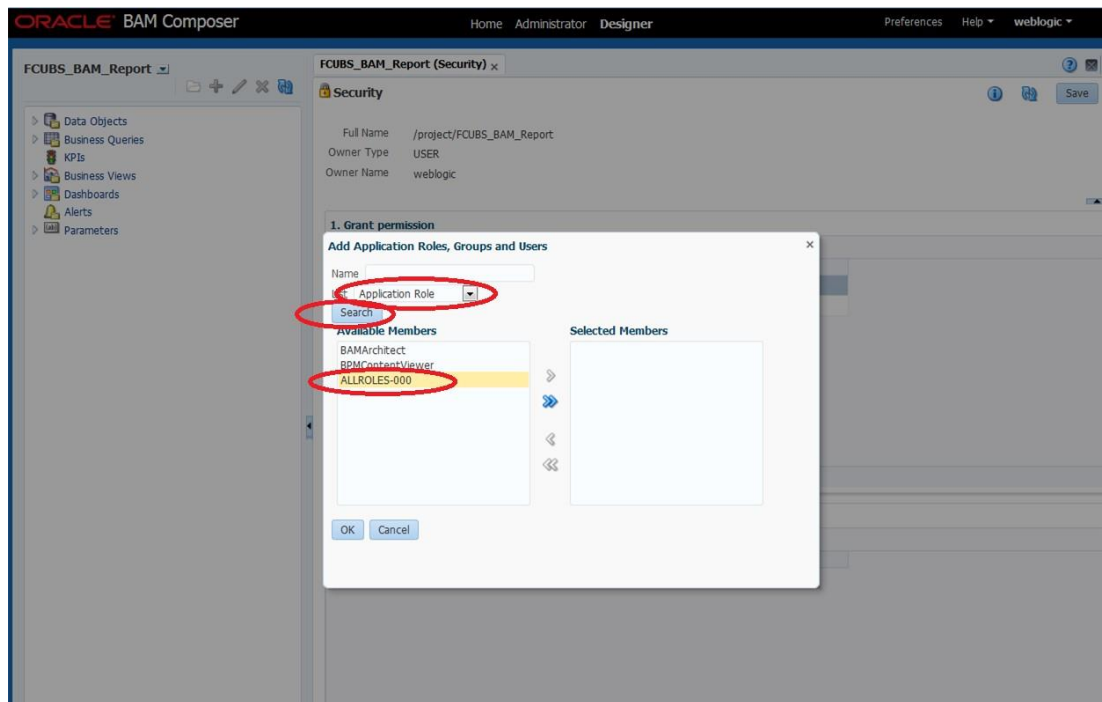 ORACLE BAM Composer
Home Administrator Designer
Preferences Help weblogic
FCUBS_BAM_Report
Data Objects
Business Queries
KPIs
Business Views
Dashboards
Alerts
Parameters
FCUBS_BAM_Report (Security) x
Security
Save
Full Name /project/FCUBS_BAM_Report
Owner Type USER
Owner Name weblogic
1. Grant permission
Add Application Roles, Groups and Users
Name
Application Role
Search
Available Members Selected Members
BAMArchitect
BPMContentViewer
ALLROLES-000
OK Cancel